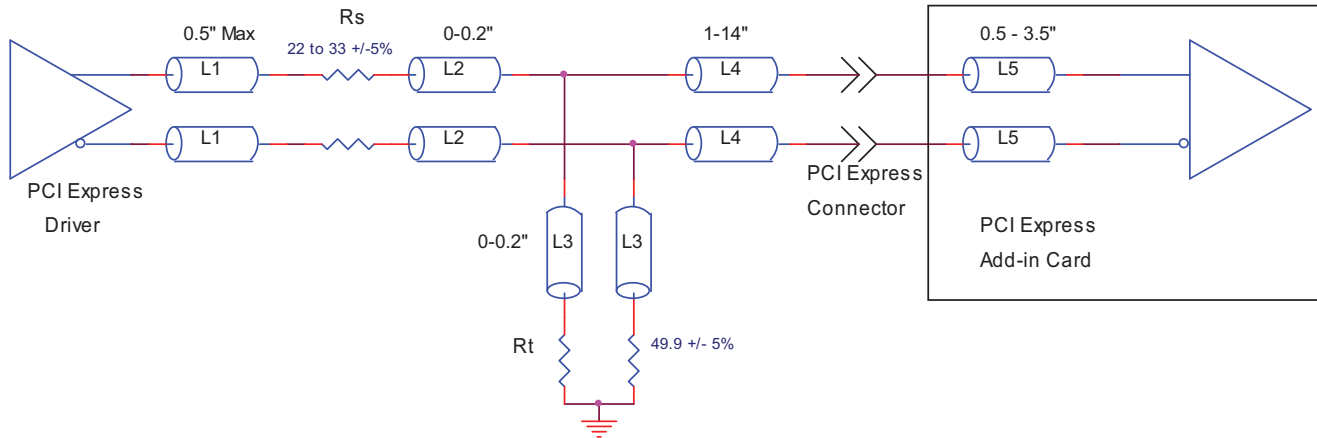 Rs
0.5" Max
22 to 33 +/-5%
0-0.2"
1-14"
0.5 - 3.5"
L1
L2
L4
L5
L1
L2
L4
L5
PCI Express
Driver
PCI Express
Connector
PCI Express
Add-in Card
0-0.2"
L3
L3
Rt
49.9 +/- 5%